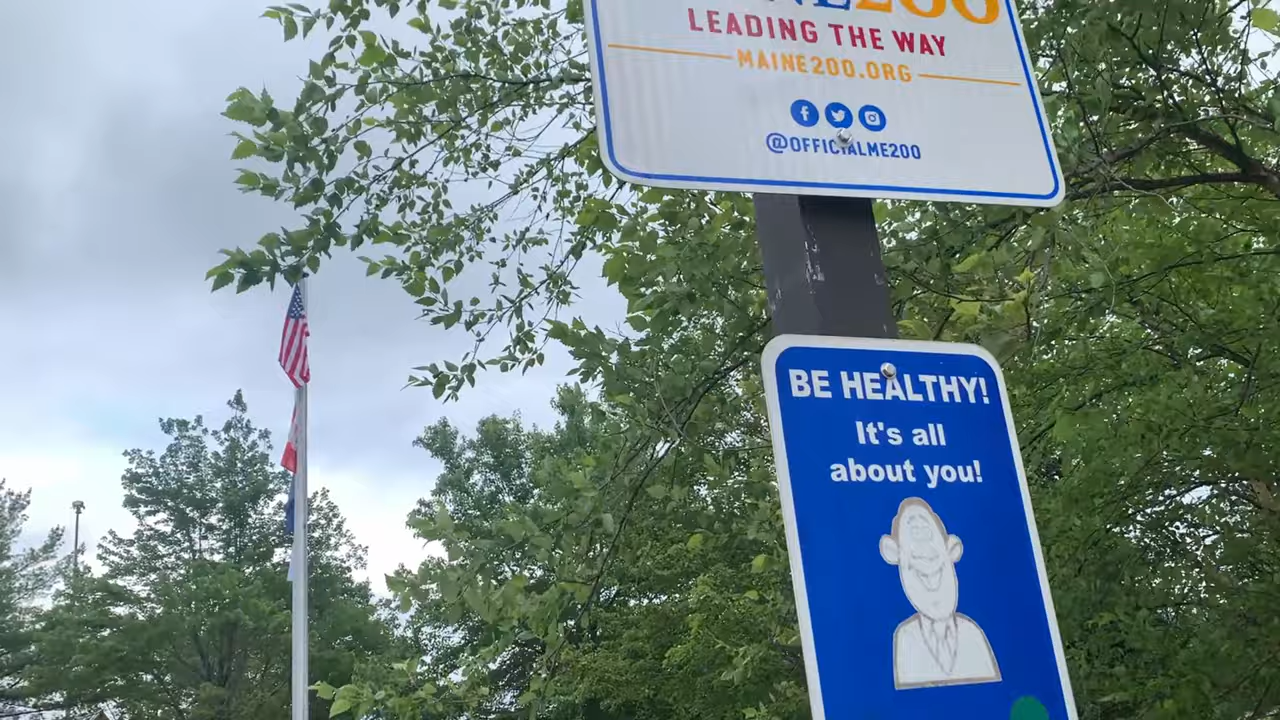 LEADING THE WAY
MAINE200.ORG
@OFFICIALME200
BE HEALTHY!
It's all
about you!